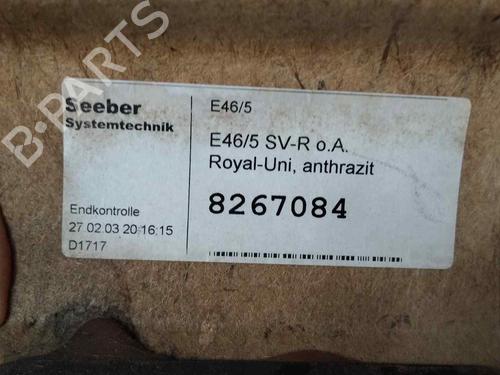 B-PARTS
Seeber
Systemtechnik
Endkontrolle
27.02.03 20:16:15
D1717
E46/5
E46/5 SV-R o.A.
Royal-Uni, anthrazit
8267084